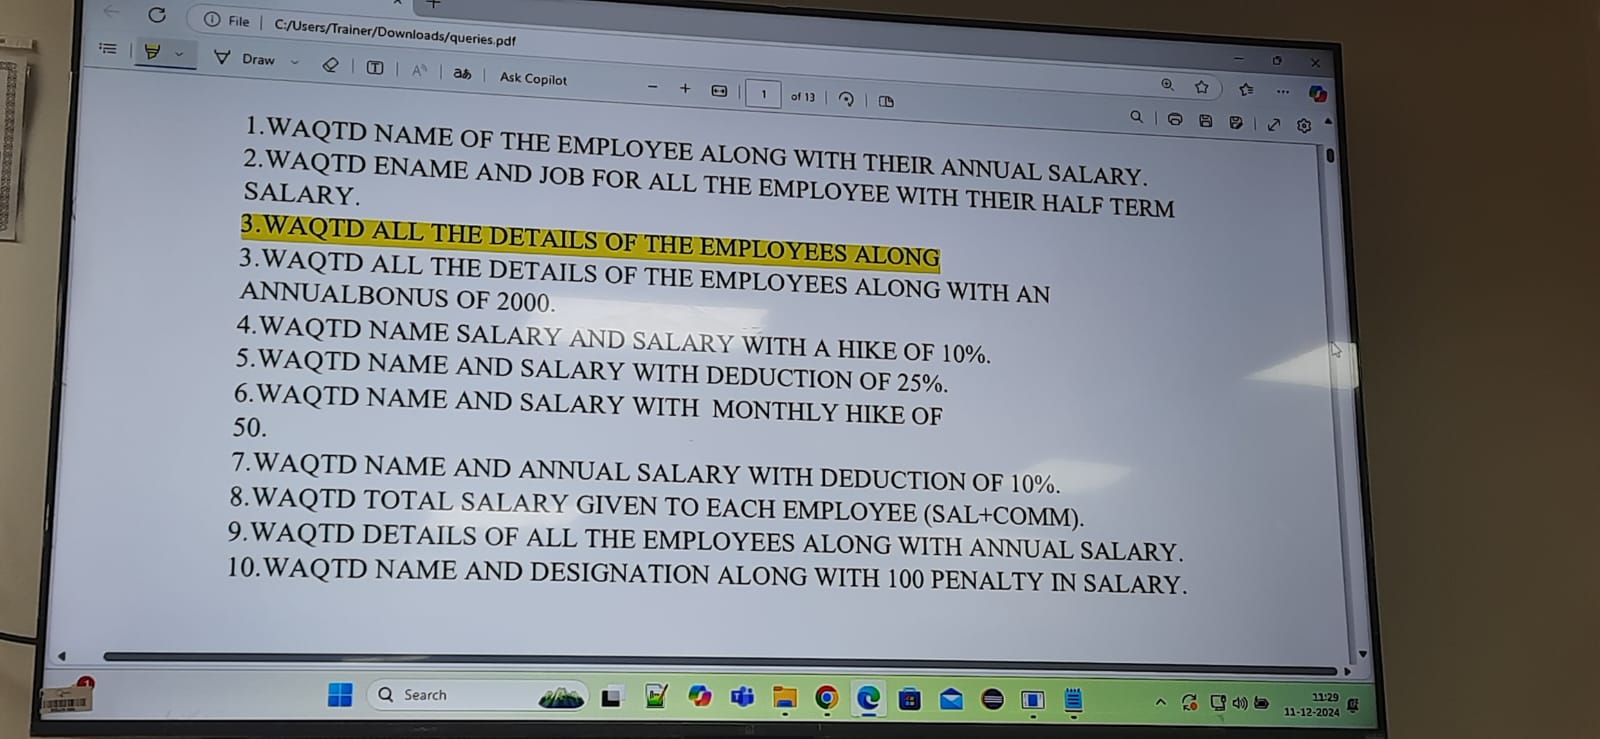 File | C:/Users/Trainer/Downloads/queries.pdf
Draw
aあ
Ask Copilot
1 of 13
1.WAQTD NAME OF THE EMPLOYEE ALONG WITH THEIR ANNUAL SALARY.
2.WAQTD ENAME AND JOB FOR ALL THE EMPLOYEE WITH THEIR HALF TERM
SALARY.
3.WAQTD ALL THE DETAILS OF THE EMPLOYEES ALONG
3.WAQTD ALL THE DETAILS OF THE EMPLOYEES ALONG WITH AN
ANNUALBONUS OF 2000.
4.WAQTD NAME SALARY AND SALARY WITH A HIKE OF 10%.
5.WAQTD NAME AND SALARY WITH DEDUCTION OF 25%.
6.WAQTD NAME AND SALARY WITH  MONTHLY HIKE OF
50.
7.WAQTD NAME AND ANNUAL SALARY WITH DEDUCTION OF 10%.
8.WAQTD TOTAL SALARY GIVEN TO EACH EMPLOYEE (SAL+COMM).
9.WAQTD DETAILS OF ALL THE EMPLOYEES ALONG WITH ANNUAL SALARY.
10.WAQTD NAME AND DESIGNATION ALONG WITH 100 PENALTY IN SALARY.
1
Search
11:29
11-12-2024